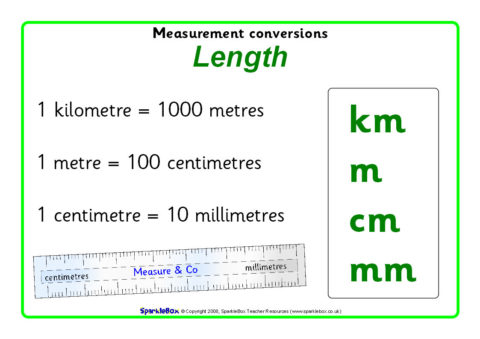 Measurement conversions
Length
1 kilometre = 1000 metres
1 metre = 100 centimetres
1 centimetre = 10 millimetres
km
m
cm
mm
centimetres
Measure & Co
millimetres
SparkleBox © Copyright 2008, SparkleBox Teacher Resources (www.sparklebox.co.uk)